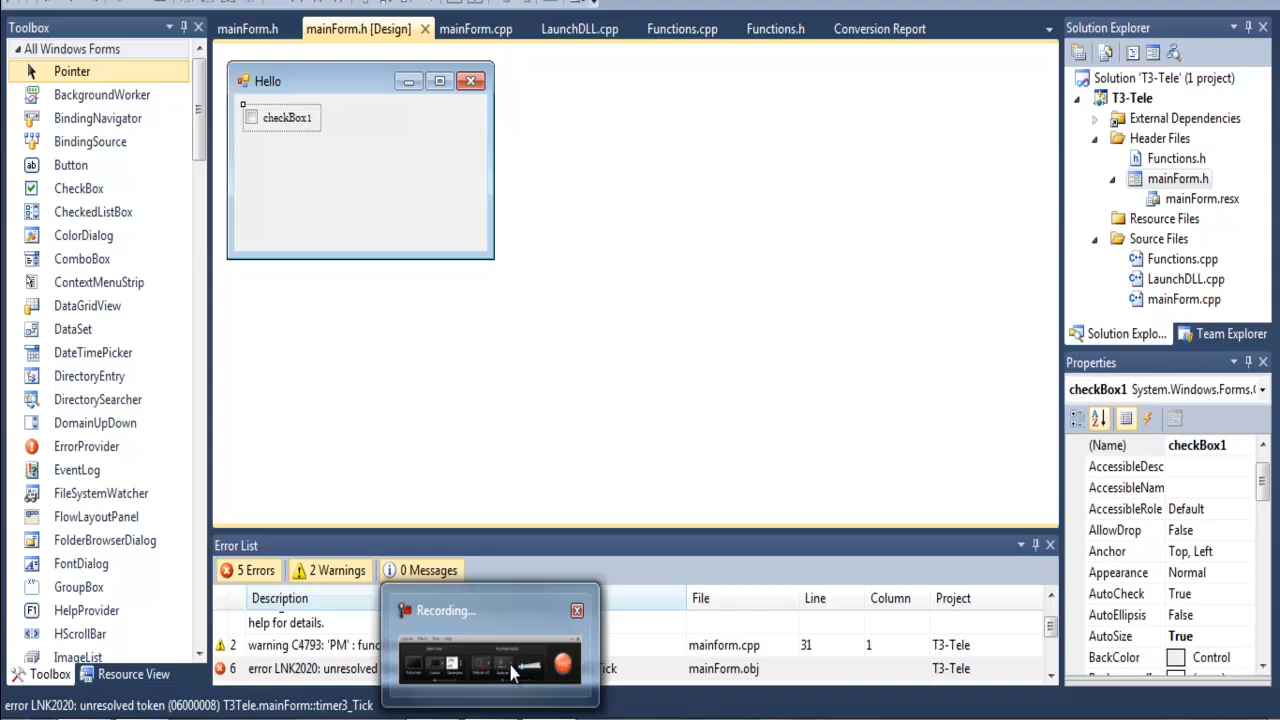 Toolbox
All Windows Forms
Pointer
BackgroundWorker
BindingNavigator
BindingSource
Button
CheckBox
CheckedListBox
ColorDialog
ComboBox
ContextMenuStrip
DataGridView
DataSet
DateTimePicker
DirectoryEntry
DirectorySearcher
DomainUpDown
ErrorProvider
EventLog
FileSystemWatcher
FlowLayoutPanel
FolderBrowserDialog
FontDialog
GroupBox
HelpProvider
HScrollBar
ImageList
Toolbox
Resource View
mainForm.h
mainForm.h [Design]
mainForm.cpp
LaunchDLL.cpp
Functions.cpp
Functions.h
Conversion Report
Hello
checkBox1
Error List
5 Errors
2 Warnings
0 Messages
Description
File
Line
Column
Project
help for details.
2 warning C4793: 'PM' : func
mainform.cpp
31
1
T3-Tele
6 error LNK2020: unresolved
Tick
mainForm.obj
T3-Tele
Recording...
Solution Explorer
Solution 'T3-Tele' (1 project)
T3-Tele
External Dependencies
Header Files
Functions.h
mainForm.h
mainForm.resx
Resource Files
Source Files
Functions.cpp
LaunchDLL.cpp
mainForm.cpp
Solution Explo...
Team Explorer
Properties
checkBox1 System.Windows.Forms.C
(Name) checkBox1
AccessibleDesc
AccessibleNam
AccessibleRole Default
AllowDrop False
Anchor Top, Left
Appearance Normal
AutoCheck True
AutoEllipsis False
AutoSize True
BackColor Control
error LNK2020: unresolved token (06000008) T3Tele.mainForm::timer3_Tick